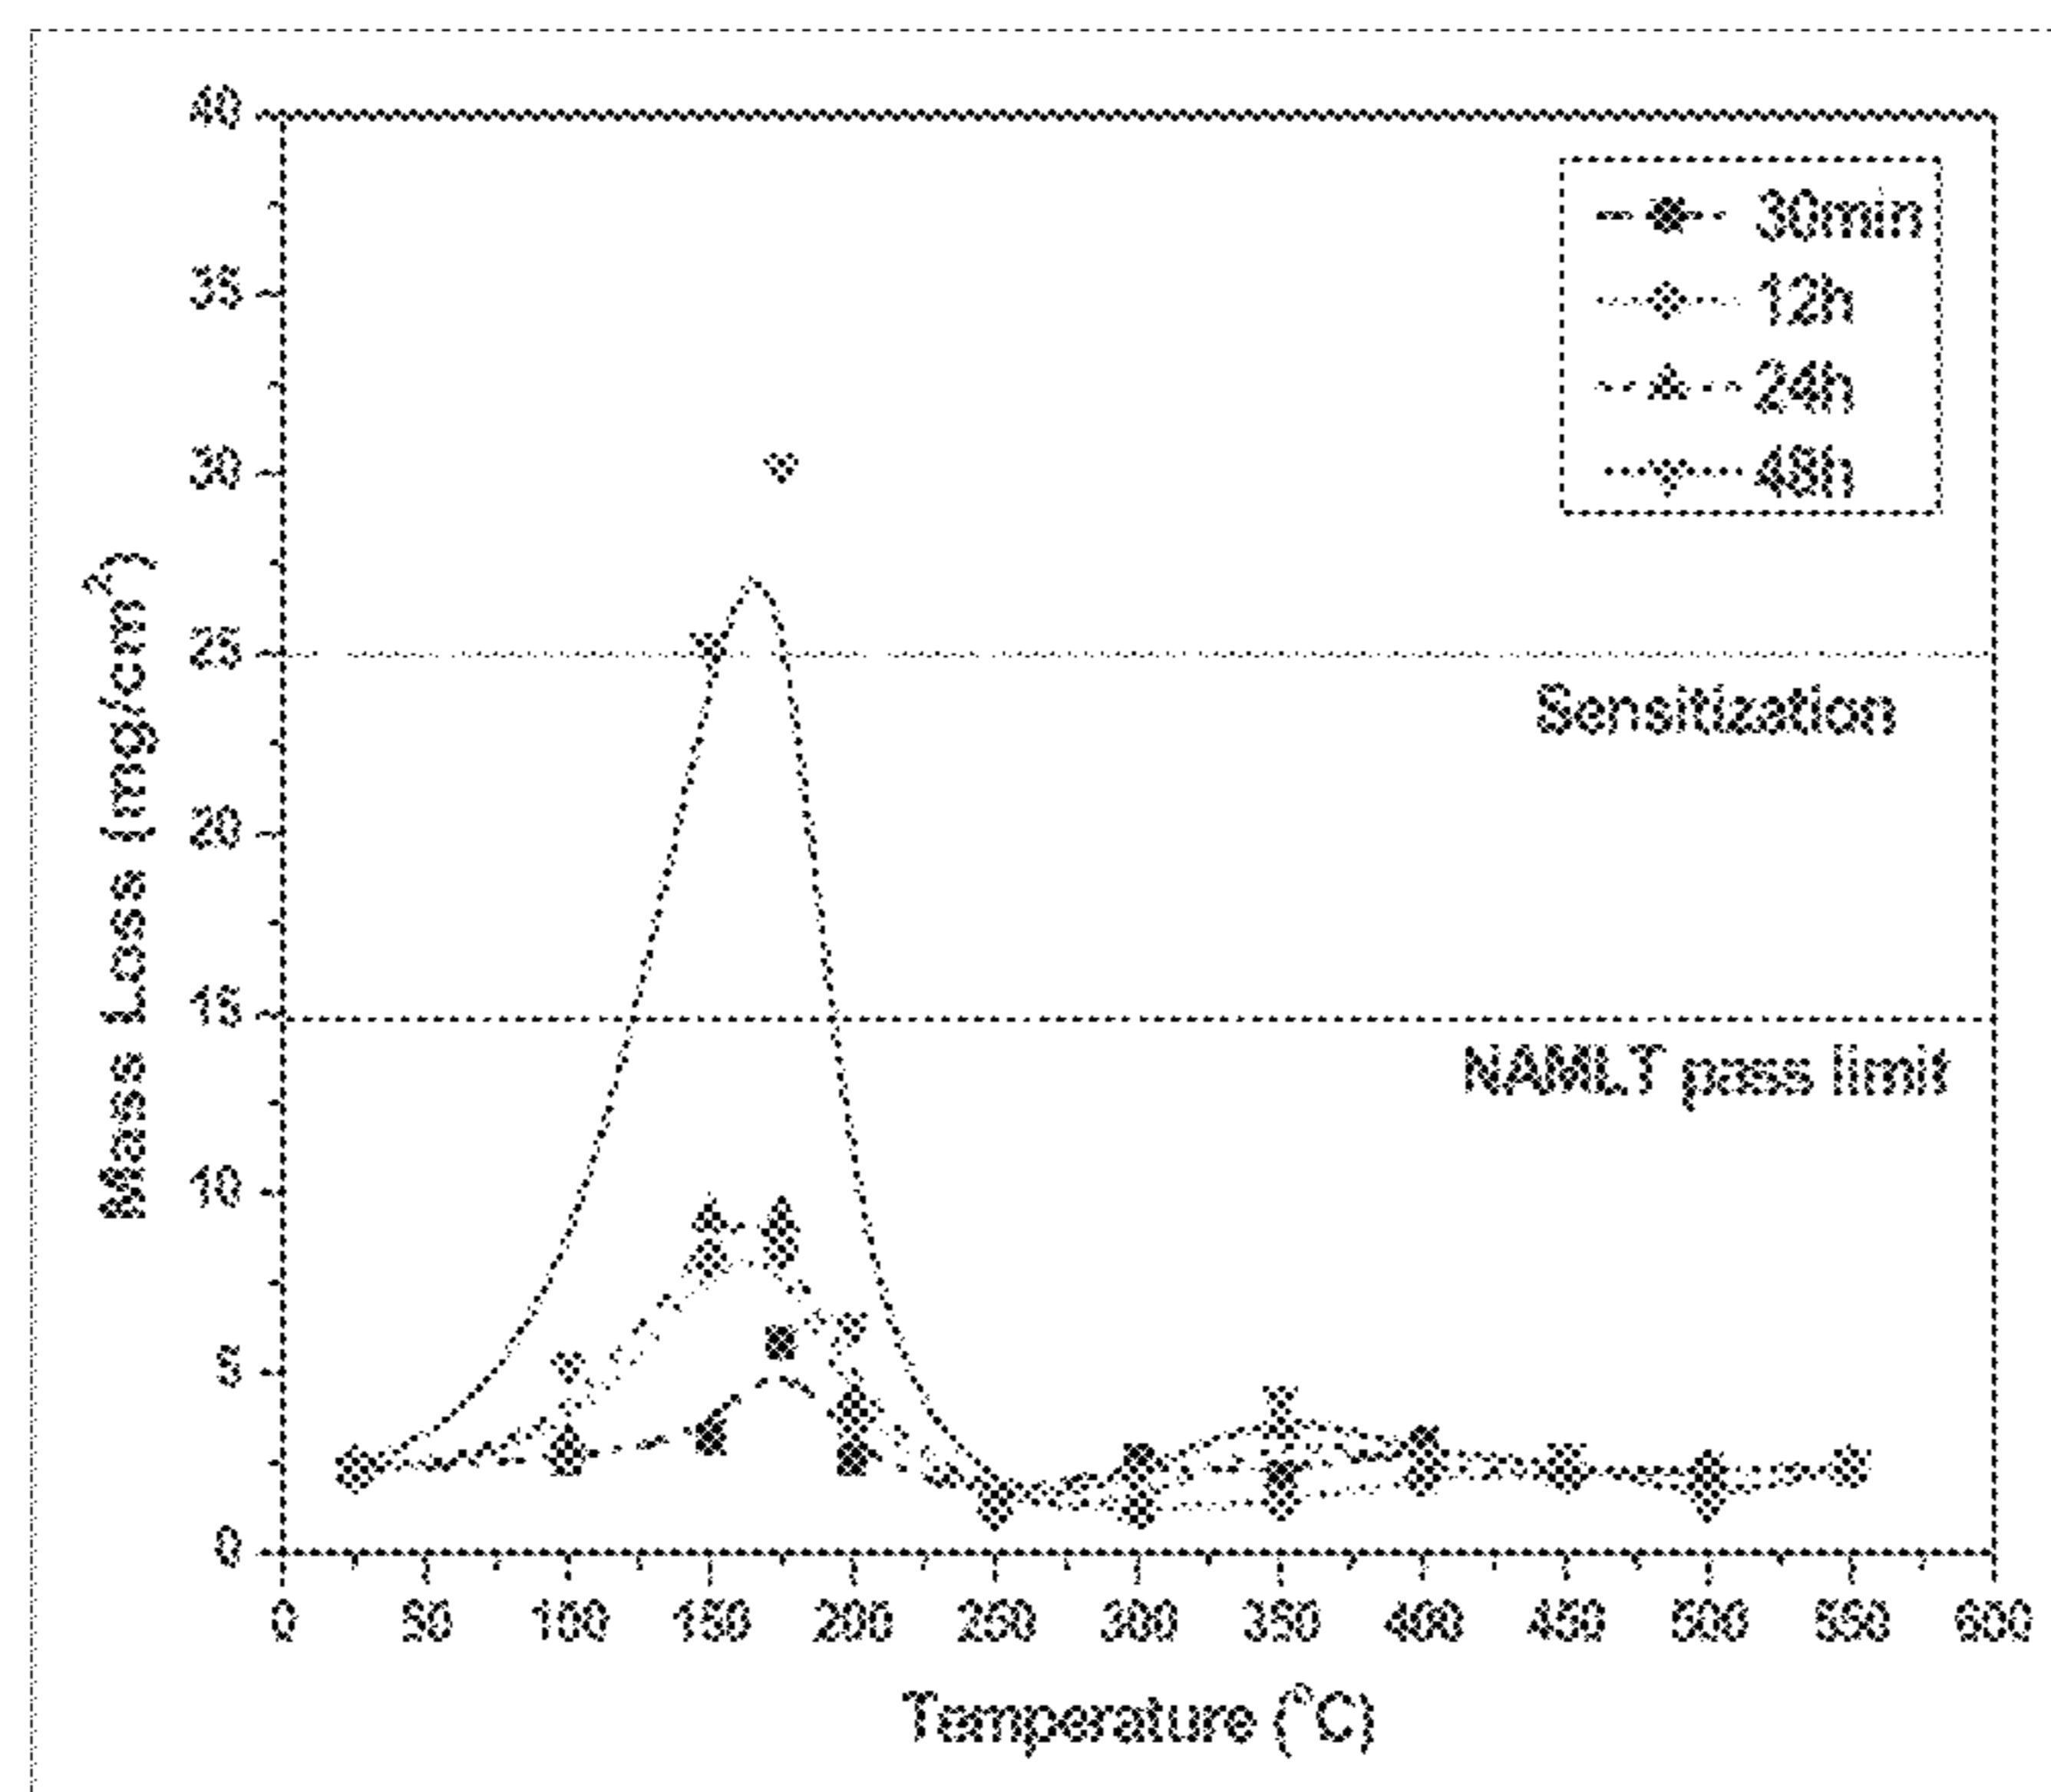 40
35
30
25
20
15
10
5
0
Mass Loss (mg/cm²)
30min
12h
24h
48h
Sensitization
NAMLT pass limit
0 50 100 150 200 250 300 350 400 450 500 550 600
Temperature (°C)